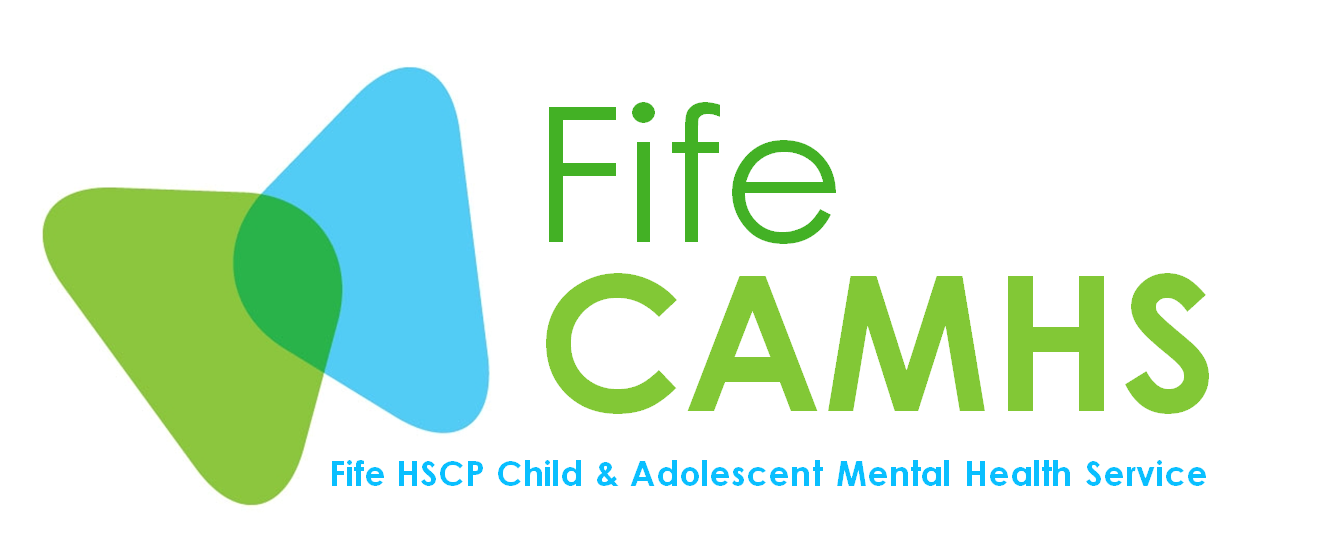 Fife
CAMHS
Fife HSCP Child & Adolescent Mental Health Service